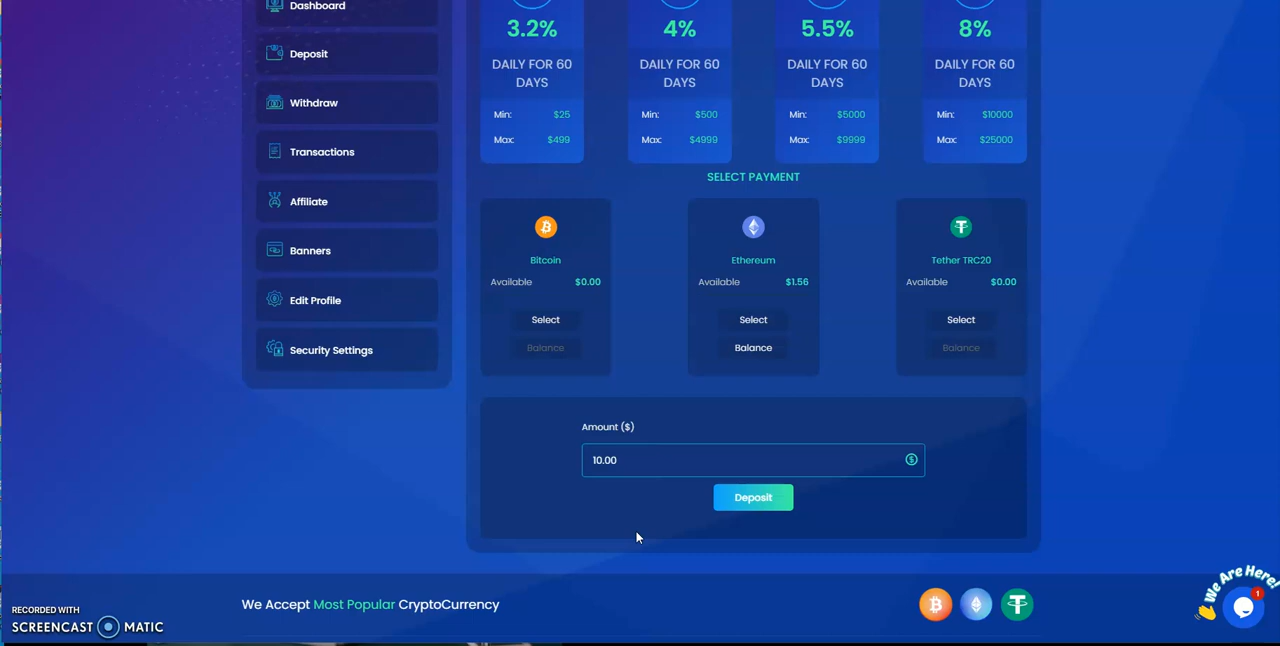 Dashboard
Deposit
Withdraw
Transactions
Affiliate
Banners
Edit Profile
Security Settings
3.2%
DAILY FOR 60
DAYS
Min: $25
Max: $499
4%
DAILY FOR 60
DAYS
Min: $500
Max: $4999
5.5%
DAILY FOR 60
DAYS
Min: $5000
Max: $9999
8%
DAILY FOR 60
DAYS
Min: $10000
Max: $25000
SELECT PAYMENT
Bitcoin
Available $0.00
Select
Balance
Ethereum
Available $1.56
Select
Balance
Tether TRC20
Available $0.00
Select
Balance
Amount ($)
10.00
Deposit
We Accept Most Popular CryptoCurrency
We Are Here!
1
RECORDED WITH
SCREENCAST MATIC